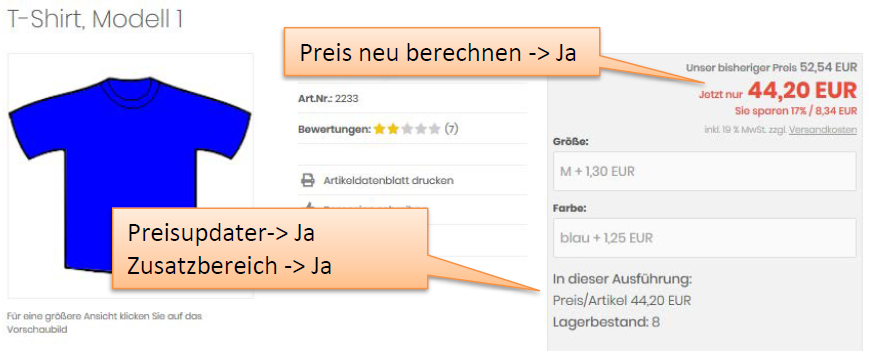 T-Shirt, Modell 1
Preis neu berechnen -> Ja
Unser bisheriger Preis 52,54 EUR
Jetzt nur 44,20 EUR
Sie sparen 17% / 8,34 EUR
inkl. 19 % MwSt. zzgl. Versandkosten
Art.Nr.: 2233
Bewertungen: (7)
Artikeldatenblatt drucken
Größe:
M + 1,30 EUR
Farbe:
blau + 1,25 EUR
Preisupdater-> Ja
Zusatzbereich -> Ja
In dieser Ausführung:
Preis/Artikel 44,20 EUR
Lagerbestand: 8
Für eine größere Ansicht klicken Sie auf das
Vorschaubild